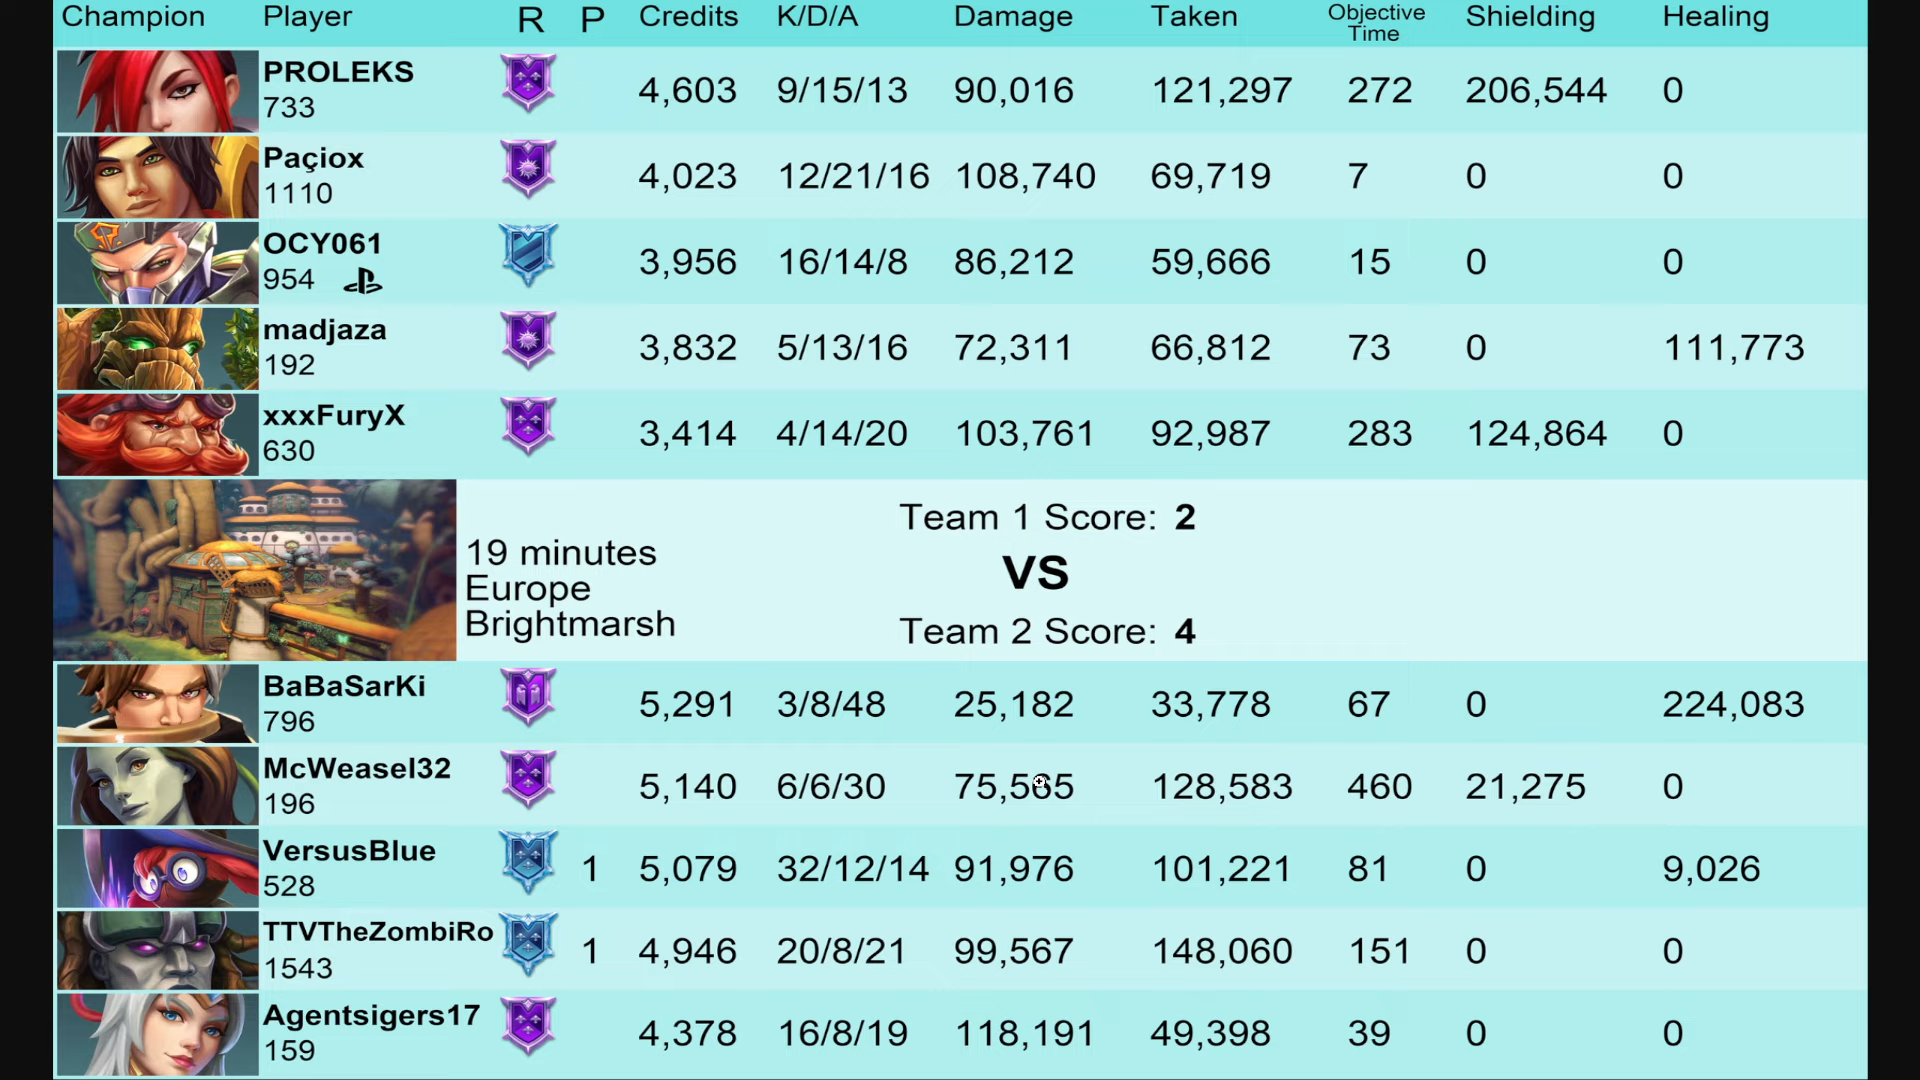 Champion Player R P Credits K/D/A Damage Taken Objective Time Shielding Healing
PROLEKS
733 4,603 9/15/13 90,016 121,297 272 206,544 0
Paçiox
1110 4,023 12/21/16 108,740 69,719 7 0 0
OCY061
954 3,956 16/14/8 86,212 59,666 15 0 0
madjaza
192 3,832 5/13/16 72,311 66,812 73 0 111,773
xxxFuryX
630 3,414 4/14/20 103,761 92,987 283 124,864 0
Team 1 Score: 2
19 minutes
VS
Europe
Brightmarsh
Team 2 Score: 4
BaBaSarKi
796 5,291 3/8/48 25,182 33,778 67 0 224,083
McWeasel32
196 5,140 6/6/30 75,565 128,583 460 21,275 0
VersusBlue
528 1 5,079 32/12/14 91,976 101,221 81 0 9,026
TTVTheZombiRo
1543 1 4,946 20/8/21 99,567 148,060 151 0 0
Agentsigers17
159 4,378 16/8/19 118,191 49,398 39 0 0